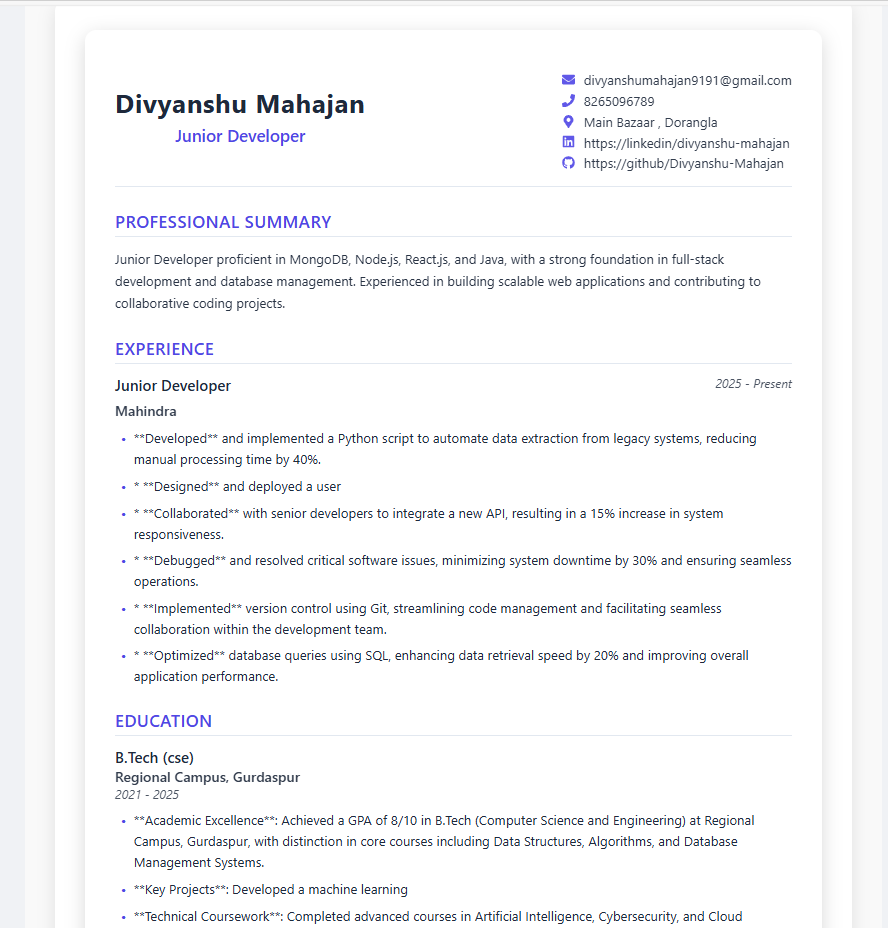 Divyanshu Mahajan
Junior Developer
divyanshumahajan9191@gmail.com
8265096789
Main Bazaar , Dorangla
https://linkedin/divyanshu-mahajan
https://github/Divyanshu-Mahajan
PROFESSIONAL SUMMARY
Junior Developer proficient in MongoDB, Node.js, React.js, and Java, with a strong foundation in full-stack
development and database management. Experienced in building scalable web applications and contributing to
collaborative coding projects.
EXPERIENCE
Junior Developer
2025 - Present
Mahindra
• **Developed** and implemented a Python script to automate data extraction from legacy systems, reducing
manual processing time by 40%.
• * **Designed** and deployed a user
• * **Collaborated** with senior developers to integrate a new API, resulting in a 15% increase in system
responsiveness.
• * **Debugged** and resolved critical software issues, minimizing system downtime by 30% and ensuring seamless
operations.
• * **Implemented** version control using Git, streamlining code management and facilitating seamless
collaboration within the development team.
• * **Optimized** database queries using SQL, enhancing data retrieval speed by 20% and improving overall
application performance.
EDUCATION
B.Tech (cse)
Regional Campus, Gurdaspur
2021 - 2025
• **Academic Excellence**: Achieved a GPA of 8/10 in B.Tech (Computer Science and Engineering) at Regional
Campus, Gurdaspur, with distinction in core courses including Data Structures, Algorithms, and Database
Management Systems.
• **Key Projects**: Developed a machine learning
• **Technical Coursework**: Completed advanced courses in Artificial Intelligence, Cybersecurity, and Cloud